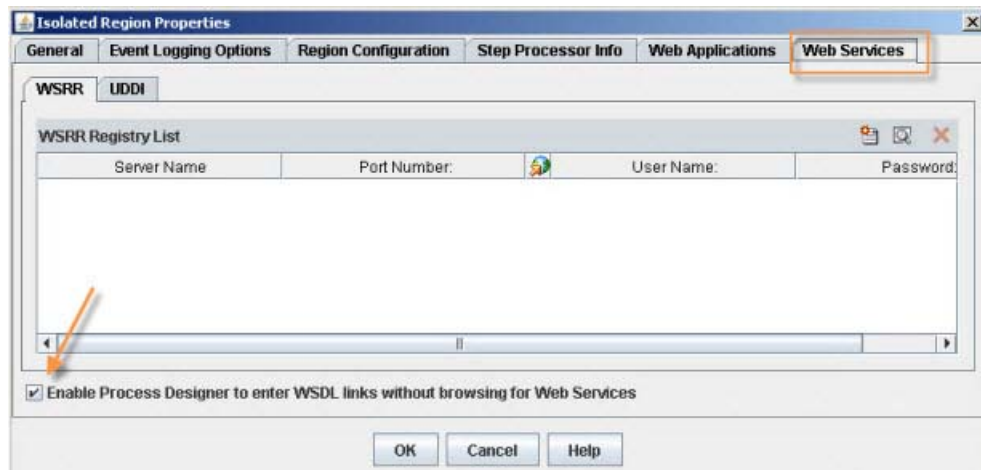 Isolated Region Properties
General Event Logging Options Region Configuration Step Processor Info Web Applications Web Services
WSRR UDDI
WSRR Registry List
Server Name Port Number: User Name: Password:
Enable Process Designer to enter WSDL links without browsing for Web Services
OK Cancel Help